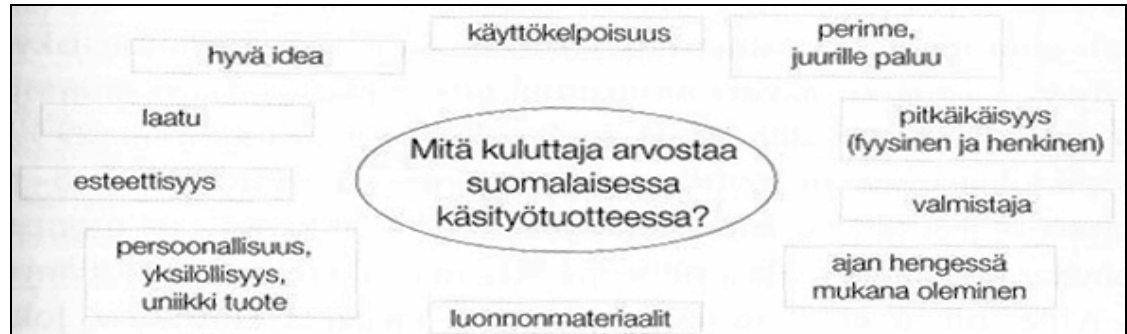 käyttökelpoisuus
perinne,
juurille paluu
hyvä idea
laatu
pitkäikäisyys
(fyysinen ja henkinen)
Mitä kuluttaja arvostaa
suomalaisessa
käsityötuotteessa?
esteettisyys
valmistaja
persoonallisuus,
yksilöllisyys,
uniikki tuote
ajan hengessä
mukana oleminen
luonnonmateriaalit